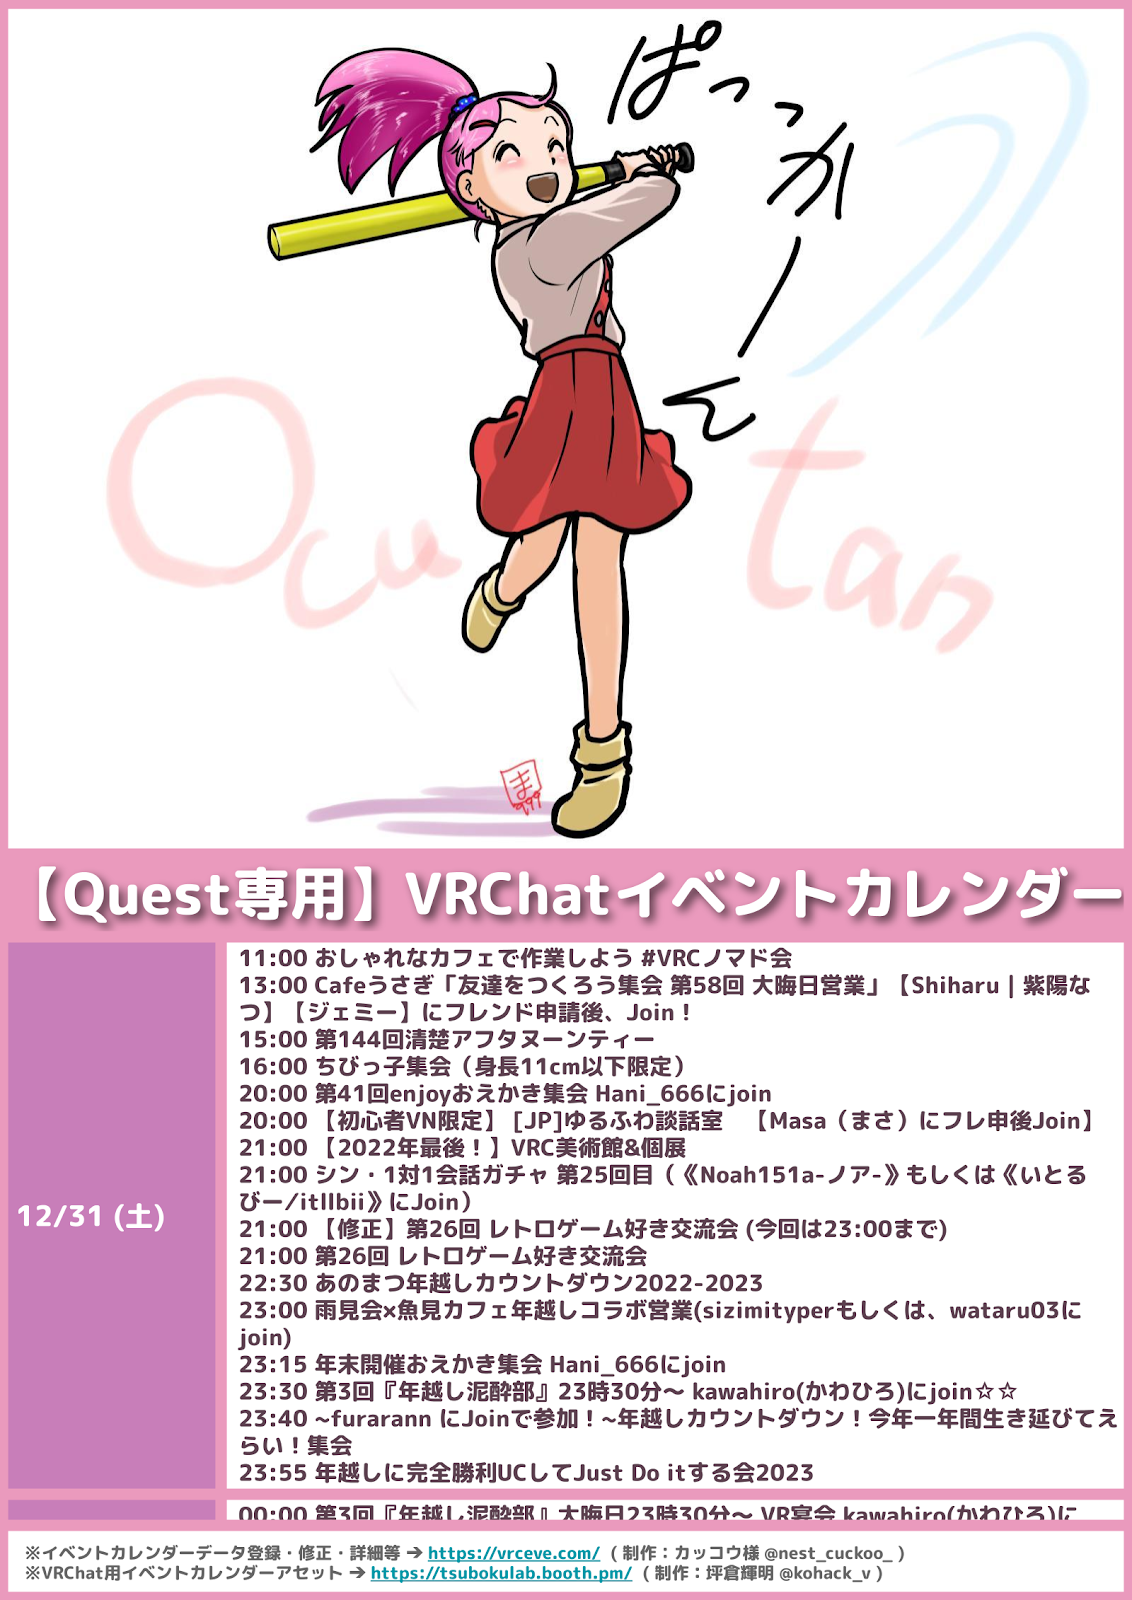 ぱっっかーーん
Ocu tan
ま
999
【Quest専用】VRChatイベントカレンダー
12/31 (土)
11:00 おしゃれなカフェで作業しよう #VRCノマド会
13:00 Cafeうさぎ「友達をつくろう集会 第58回 大晦日営業」【Shiharu | 紫陽な
つ】【ジェミー】にフレンド申請後、Join！
15:00 第144回清楚アフタヌーンティー
16:00 ちびっ子集会（身長11cm以下限定）
20:00 第41回enjoyおえかき集会 Hani_666にjoin
20:00 【初心者VN限定】 [JP]ゆるふわ談話室　【Masa（まさ）にフレ申後Join】
21:00 【2022年最後！】VRC美術館&個展
21:00 シン・1対1会話ガチャ 第25回目（《Noah151a-ノア-》もしくは《いとる
びー/itllbii》にJoin）
21:00 【修正】第26回 レトロゲーム好き交流会 (今回は23:00まで)
21:00 第26回 レトロゲーム好き交流会
22:30 あのまつ年越しカウントダウン2022-2023
23:00 雨見会×魚見カフェ年越しコラボ営業(sizimityperもしくは、wataru03に
join)
23:15 年末開催おえかき集会 Hani_666にjoin
23:30 第3回『年越し泥酔部』23時30分～ kawahiro(かわひろ)にjoin☆☆
23:40 ~furarann にJoinで参加！~年越しカウントダウン！今年一年間生き延びてえ
らい！集会
23:55 年越しに完全勝利UCしてJust Do itする会2023
00:00 第3回『年越し泥酔部』大晦日23時30分～ VR宴会 kawahiro(かわひろ)に
※イベントカレンダーデータ登録・修正・詳細等 ➔ https://vrceve.com/ ( 制作：カッコウ様 @nest_cuckoo_ )
※VRChat用イベントカレンダーアセット ➔ https://tsubokulab.booth.pm/ ( 制作：坪倉輝明 @kohack_v )